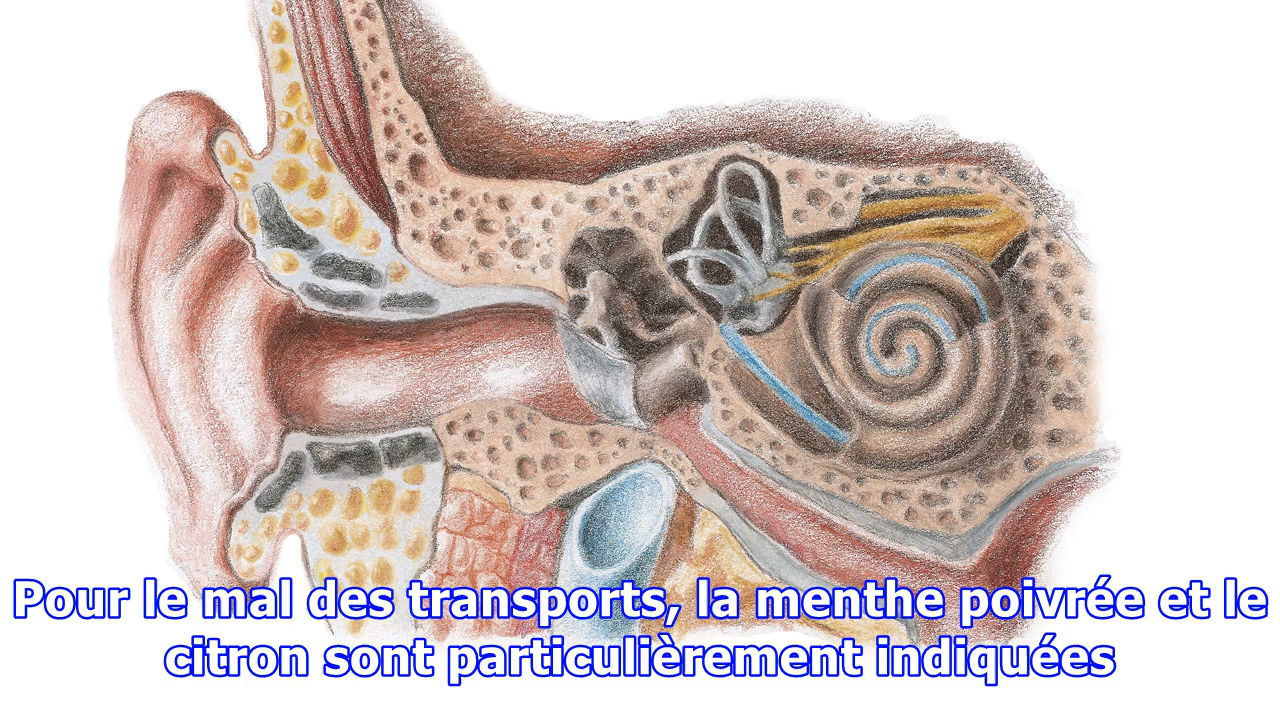 Pour le mal des transports, la menthe poivrée et le
citron sont particulièrement indiquées